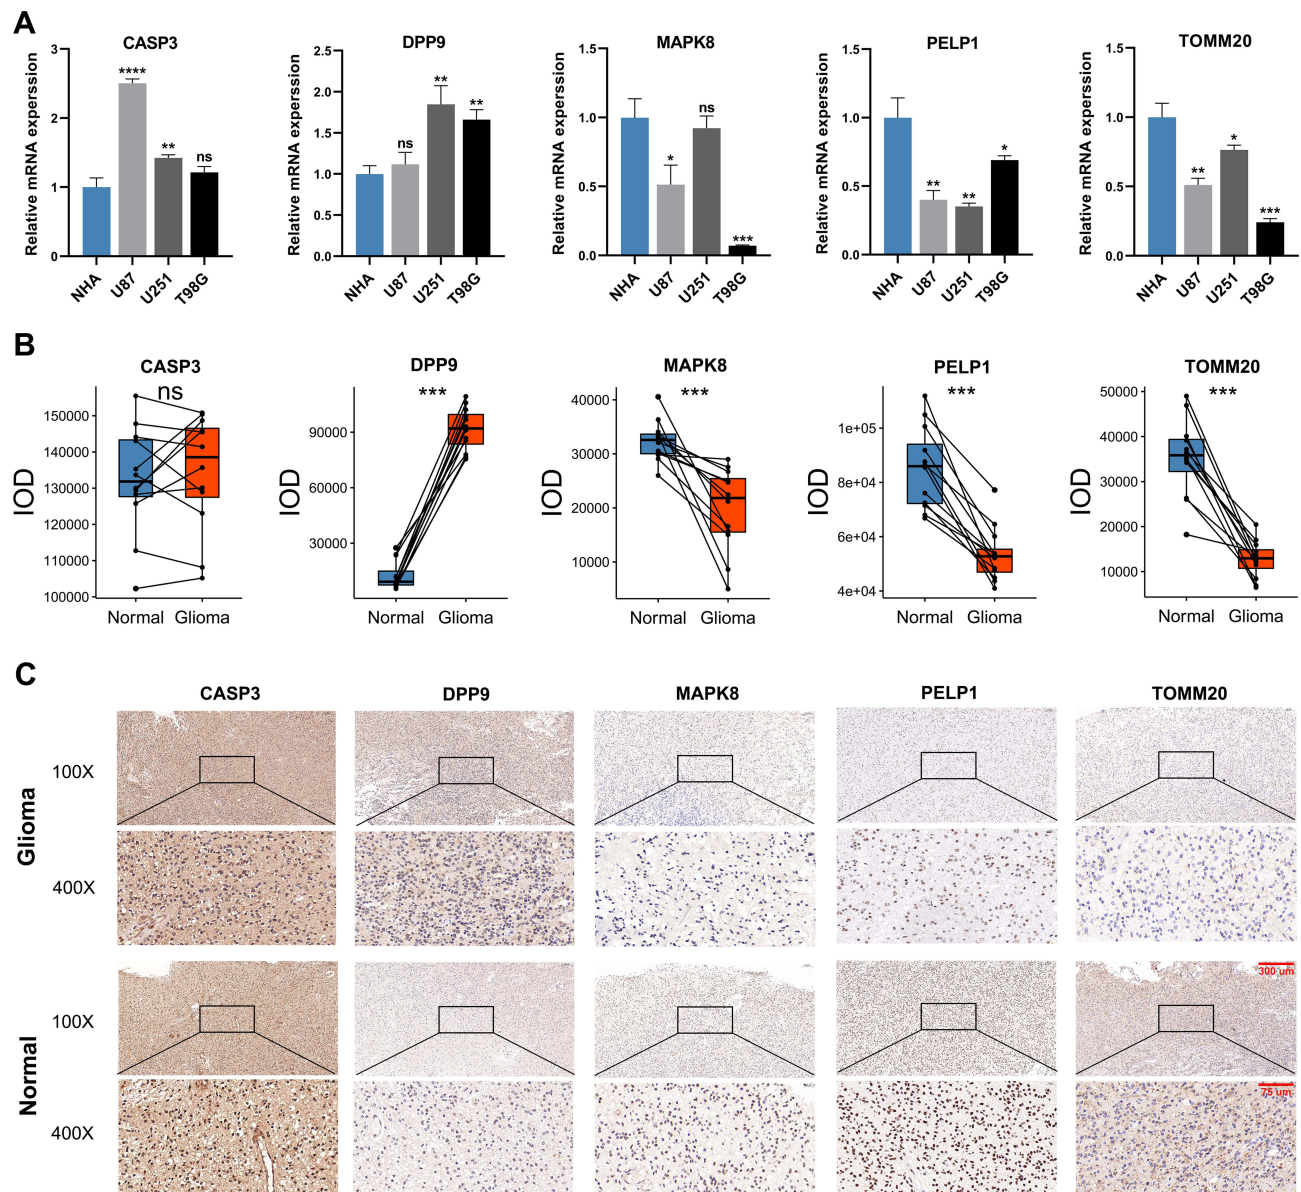 A
CASP3
Relative mRNA experssion
3
2
1
0
****
**
ns
NHA
U87
U251
T98G
DPP9
Relative mRNA experssion
2.5
2.0
1.5
1.0
0.5
0.0
ns
**
**
NHA
U87
U251
T98G
MAPK8
Relative mRNA experssion
1.5
1.0
0.5
0.0
*
ns
***
NHA
U87
U251
T98G
PELP1
Relative mRNA experssion
1.5
1.0
0.5
0.0
**
**
*
NHA
U87
U251
T98G
TOMM20
Relative mRNA experssion
1.5
1.0
0.5
0.0
**
*
***
NHA
U87
U251
T98G
B
CASP3
ns
IOD
150000
140000
130000
120000
110000
100000
Normal Glioma
DPP9
***
IOD
90000
60000
30000
Normal Glioma
MAPK8
***
IOD
40000
30000
20000
10000
Normal Glioma
PELP1
***
IOD
1e+05
8e+04
6e+04
4e+04
Normal Glioma
TOMM20
***
IOD
50000
40000
30000
20000
10000
Normal Glioma
C
CASP3 DPP9 MAPK8 PELP1 TOMM20
Glioma
100X
400X
Normal
100X
300 um
400X
75 um